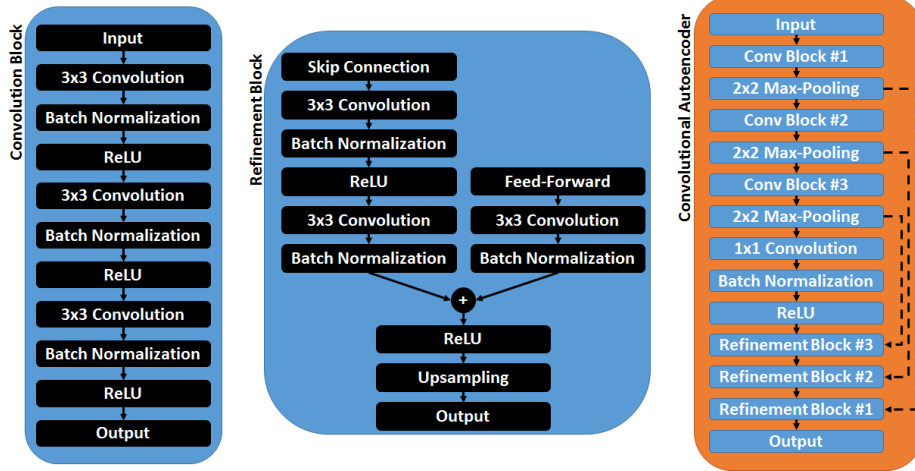 Convolution Block
Input
3x3 Convolution
Batch Normalization
ReLU
3x3 Convolution
Batch Normalization
ReLU
3x3 Convolution
Batch Normalization
ReLU
Output
Refinement Block
Skip Connection
3x3 Convolution
Batch Normalization
ReLU
3x3 Convolution
Batch Normalization
Feed-Forward
3x3 Convolution
Batch Normalization
+
ReLU
Upsampling
Output
Convolutional Autoencoder
Input
Conv Block #1
2x2 Max-Pooling
Conv Block #2
2x2 Max-Pooling
Conv Block #3
2x2 Max-Pooling
1x1 Convolution
Batch Normalization
ReLU
Refinement Block #3
Refinement Block #2
Refinement Block #1
Output